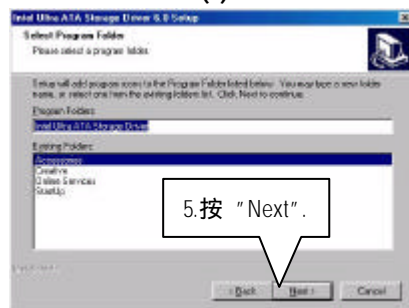 Intel Ultra ATA Storage Driver 6.0 Setup
Select Program Folder
Please select a program folder.
Setup will add program icons to the Program Folder listed below. You may type a new folder
name, or select one from the existing folders list. Click Next to continue.
Program Folders:
Intel Ultra ATA Storage Driver
Existing Folders:
Accessories
Creative
Online Services
StartUp
5.按 "Next".
< Back
Next >
Cancel